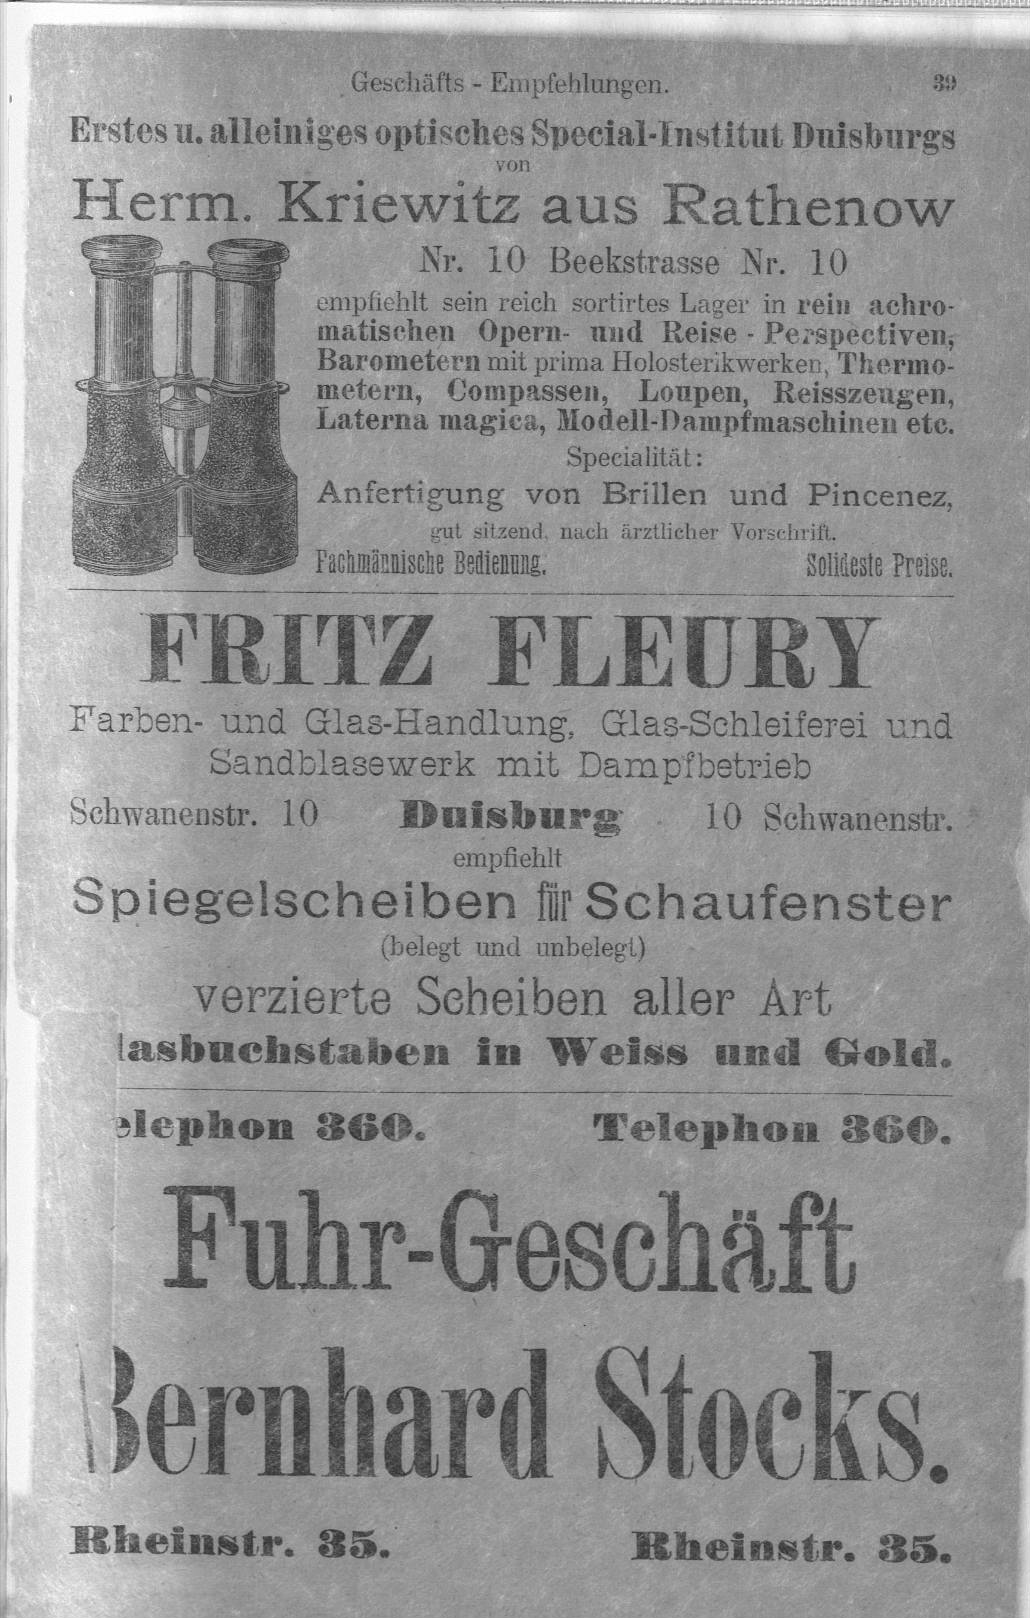 Geschäfts - Empfehlungen. 39
Erstes u. alleiniges optisches Special-Institut Duisburgs
von
Herm. Kriewitz aus Rathenow
Nr. 10 Beekstrasse Nr. 10
empfiehlt sein reich sortirtes Lager in rein achro-
matischen Opern- und Reise - Perspectiven,
Barometern mit prima Holosterikwerken, Thermo-
metern, Compassen, Loupen, Reisszeugen,
Laterna magica, Modell-Dampfmaschinen etc.
Specialität:
Anfertigung von Brillen und Pincenez,
gut sitzend, nach ärztlicher Vorschrift.
Fachmännische Bedienung. Solideste Preise.
FRITZ FLEURY
Farben- und Glas-Handlung, Glas-Schleiferei und
Sandblasewerk mit Dampfbetrieb
Schwanenstr. 10 Duisburg 10 Schwanenstr.
empfiehlt
Spiegelscheiben für Schaufenster
(belegt und unbelegt)
verzierte Scheiben aller Art
lasbuchstaben in Weiss und Gold.
elephon 360. Telephon 360.
Fuhr-Geschäft
Bernhard Stocks.
Rheinstr. 35. Rheinstr. 35.